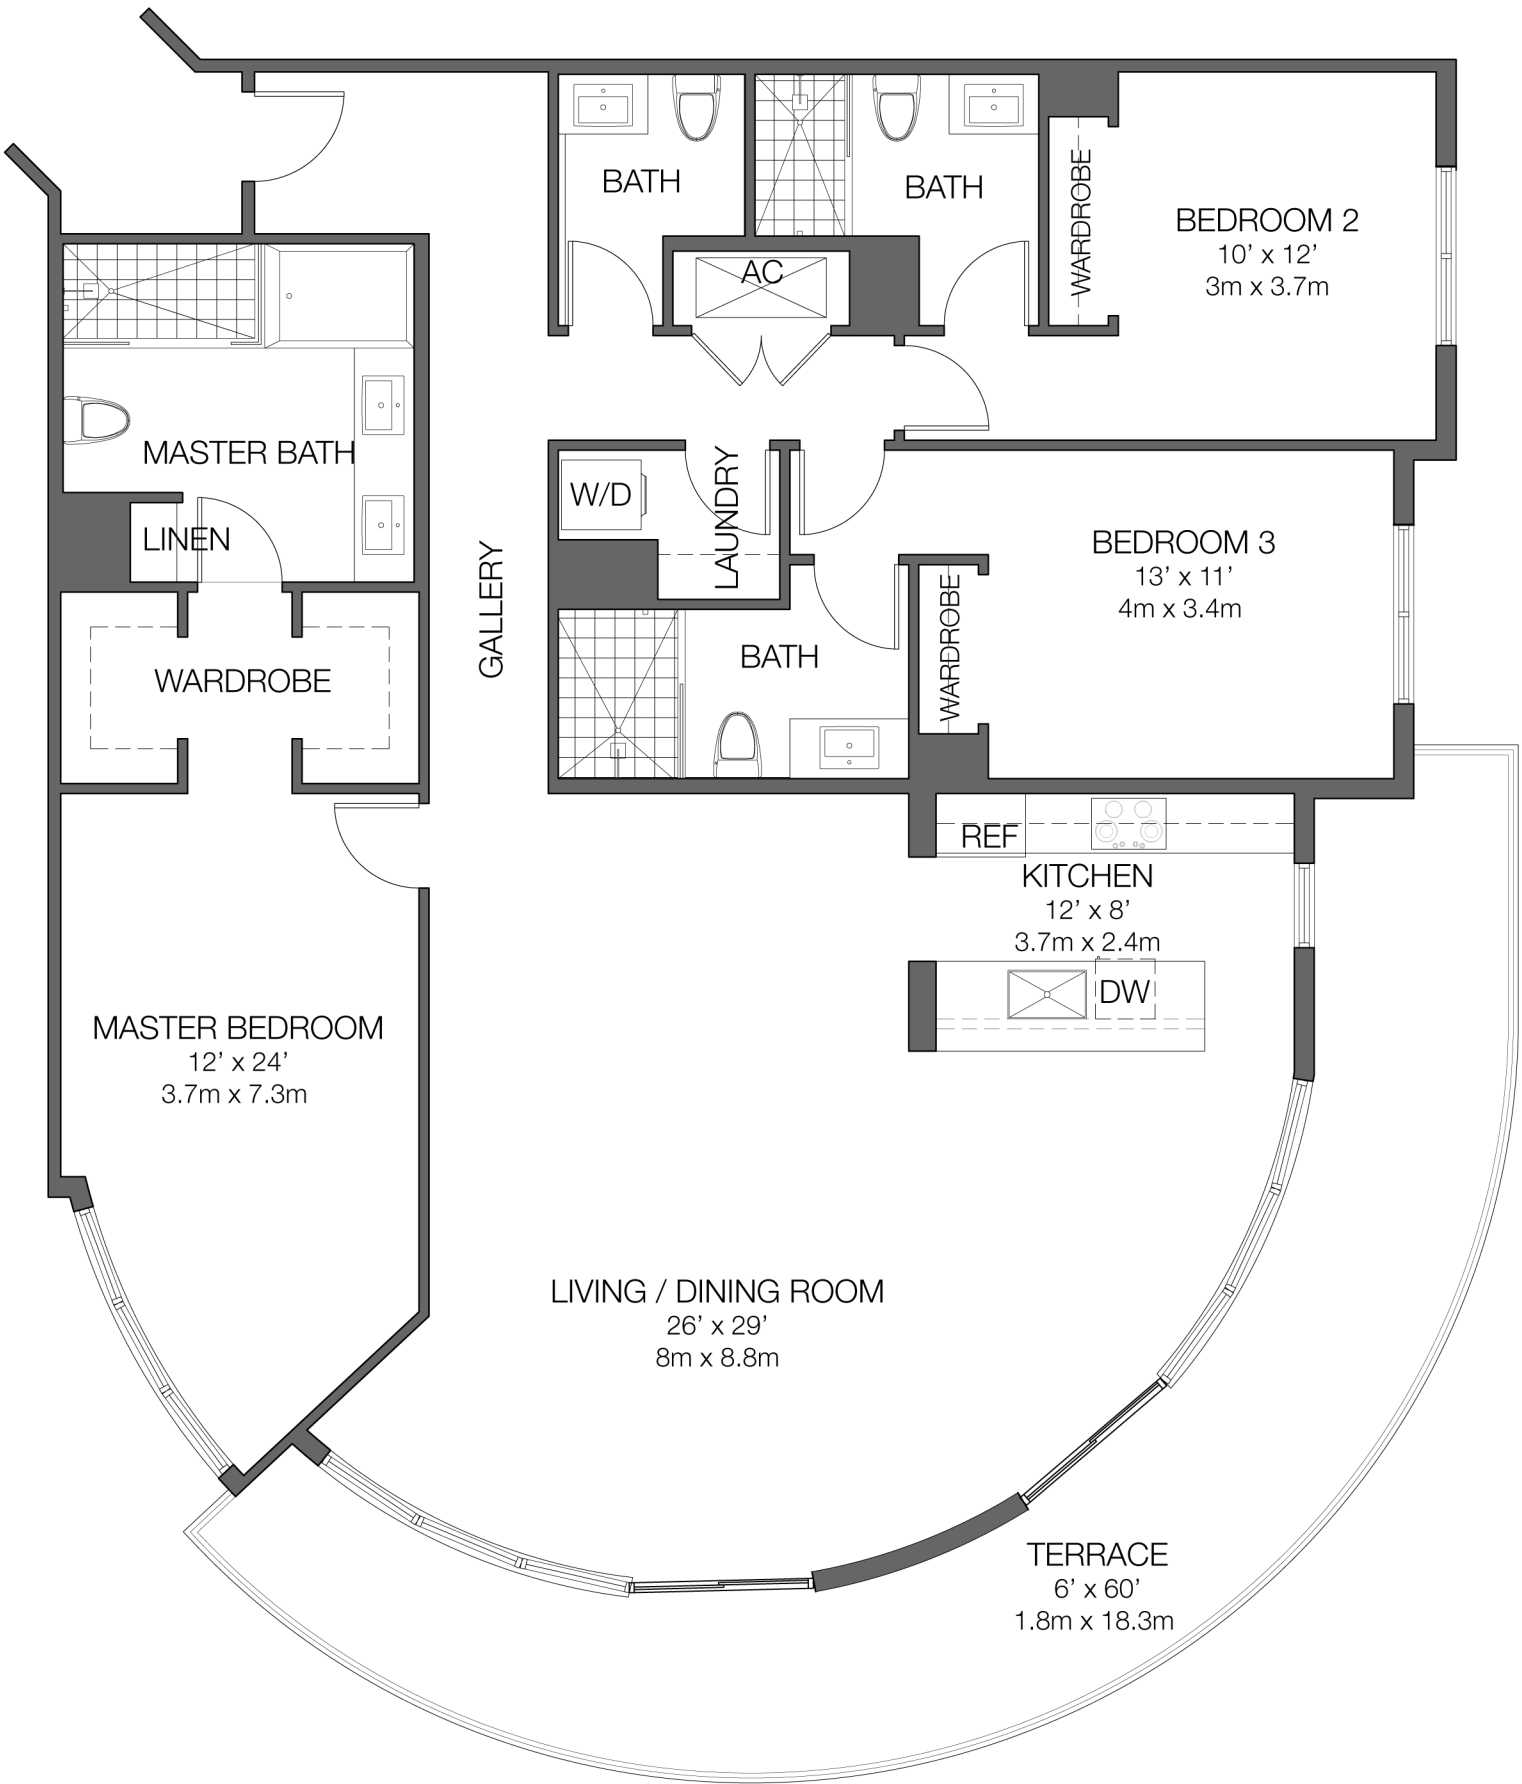 BATH
BATH
WARDROBE
BEDROOM 2
10’ x 12’
3m x 3.7m
AC
MASTER BATH
LINEN
W/D
LAUNDRY
GALLERY
BEDROOM 3
13’ x 11’
4m x 3.4m
WARDROBE
BATH
WARDROBE
REF
KITCHEN
12’ x 8’
3.7m x 2.4m
DW
MASTER BEDROOM
12’ x 24’
3.7m x 7.3m
LIVING / DINING ROOM
26’ x 29’
8m x 8.8m
TERRACE
6’ x 60’
1.8m x 18.3m